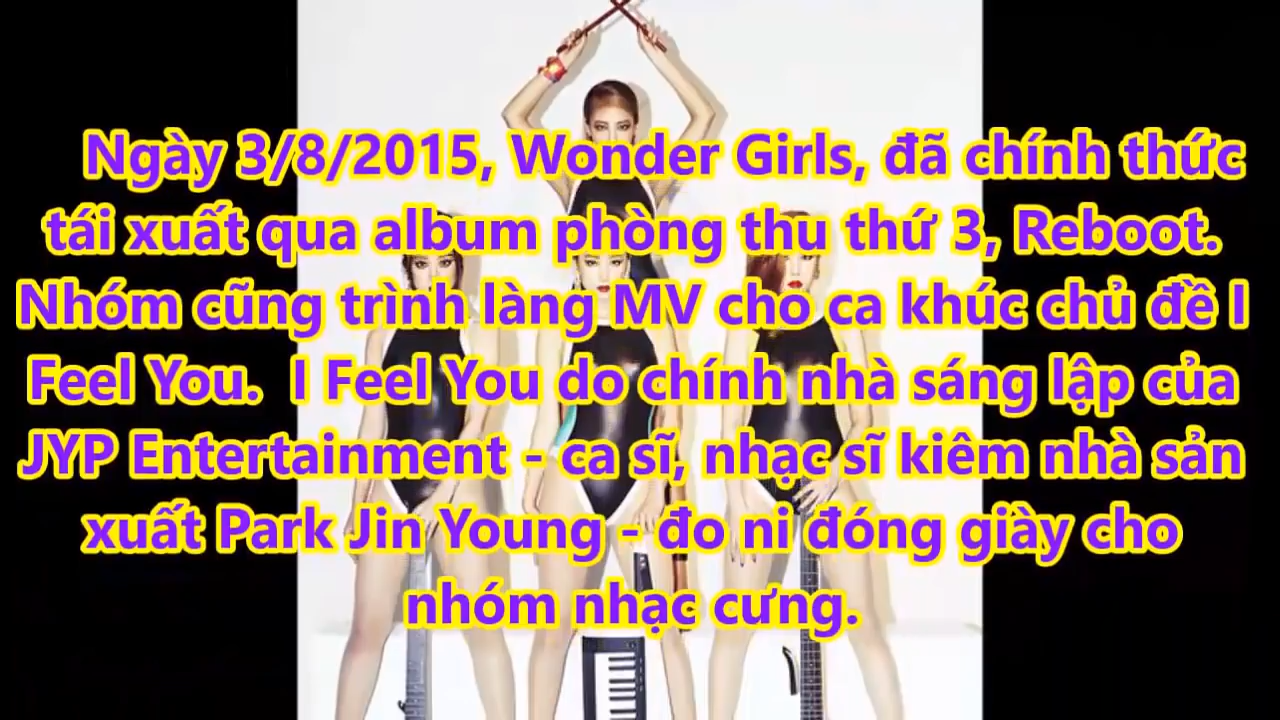 Ngày 3/8/2015, Wonder Girls, đã chính thức
tái xuất qua album phòng thu thứ 3, Reboot.
Nhóm cũng trình làng MV cho ca khúc chủ đề I
Feel You. I Feel You do chính nhà sáng lập của
JYP Entertainment - ca sĩ, nhạc sĩ kiêm nhà sản
xuất Park Jin Young - đo ni đóng giày cho
nhóm nhạc cưng.